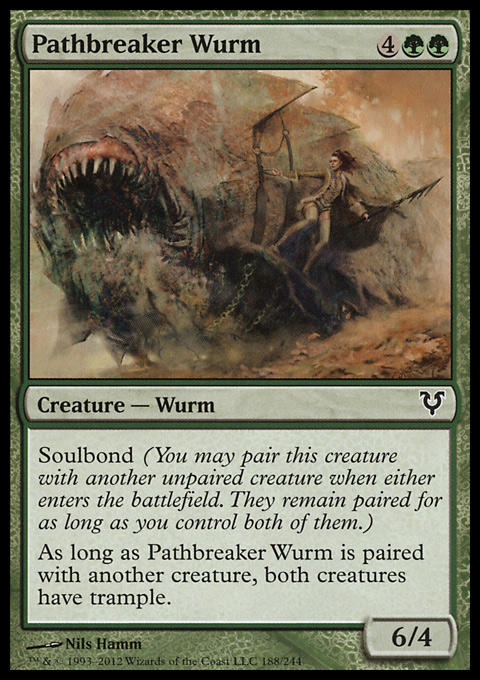 Pathbreaker Wurm 4
Creature — Wurm
Soulbond (You may pair this creature
with another unpaired creature when either
enters the battlefield. They remain paired for
as long as you control both of them.)
As long as Pathbreaker Wurm is paired
with another creature, both creatures
have trample.
6/4
Nils Hamm
™ & © 1993–2012 Wizards of the Coast LLC 188/244